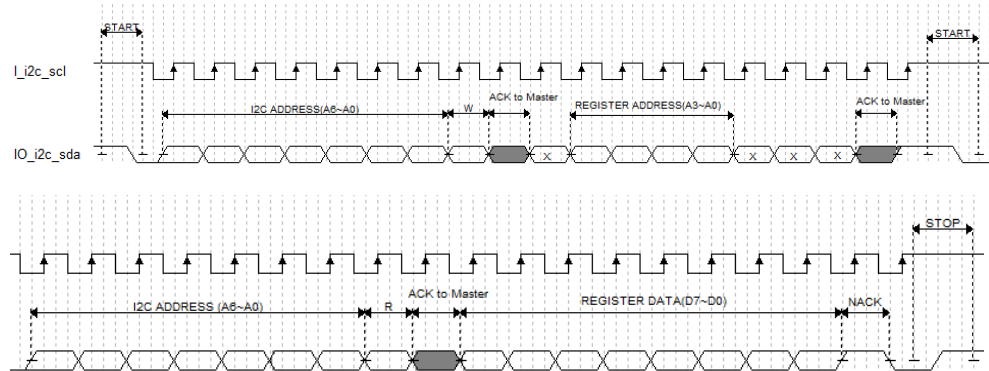 START
START
I_i2c_scl
ACK to Master
I2C ADDRESS(A6~A0)
W
REGISTER ADDRESS(A3~A0)
ACK to Master
IO_i2c_sda
X
X
X
X
STOP
ACK to Master
I2C ADDRESS (A6~A0)
R
REGISTER DATA(D7~D0)
NACK